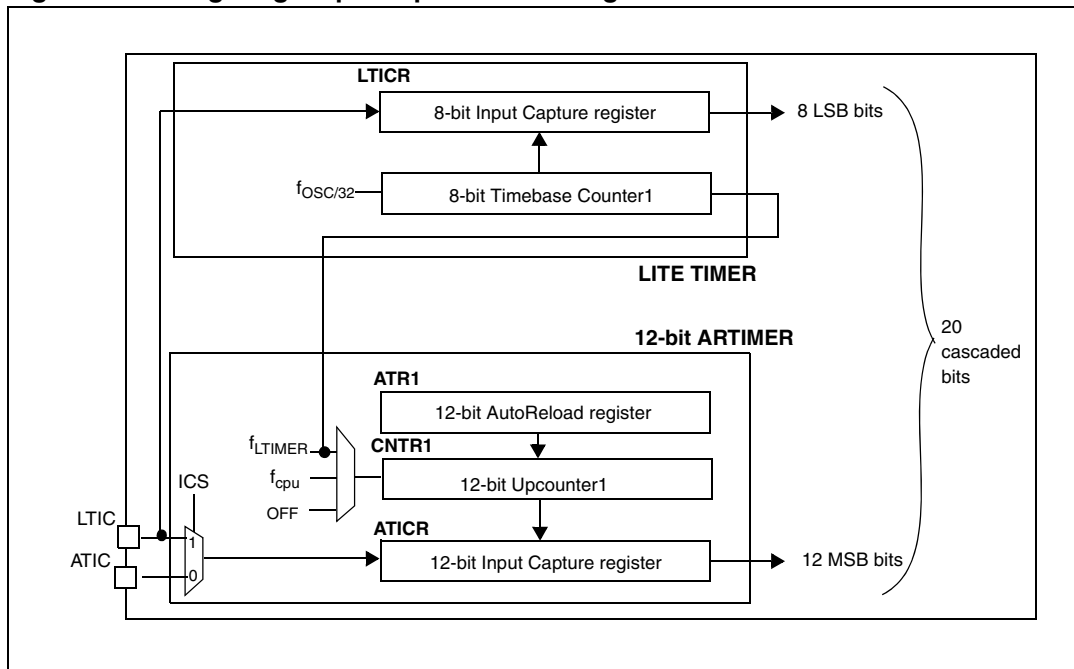 LTICR
8-bit Input Capture register
8 LSB bits
fOSC/32
8-bit Timebase Counter1
LITE TIMER
12-bit ARTIMER
20
cascaded
bits
ATR1
12-bit AutoReload register
fLTIMER
CNTR1
fcpu
12-bit Upcounter1
ICS
OFF
LTIC
ATICR
1
ATIC
12-bit Input Capture register
12 MSB bits
0